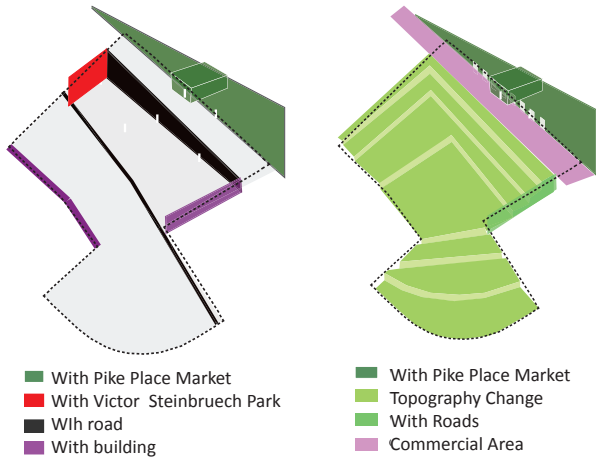 With Pike Place Market
With Victor Steinbruech Park
WIh road
With building
With Pike Place Market
Topography Change
With Roads
Commercial Area